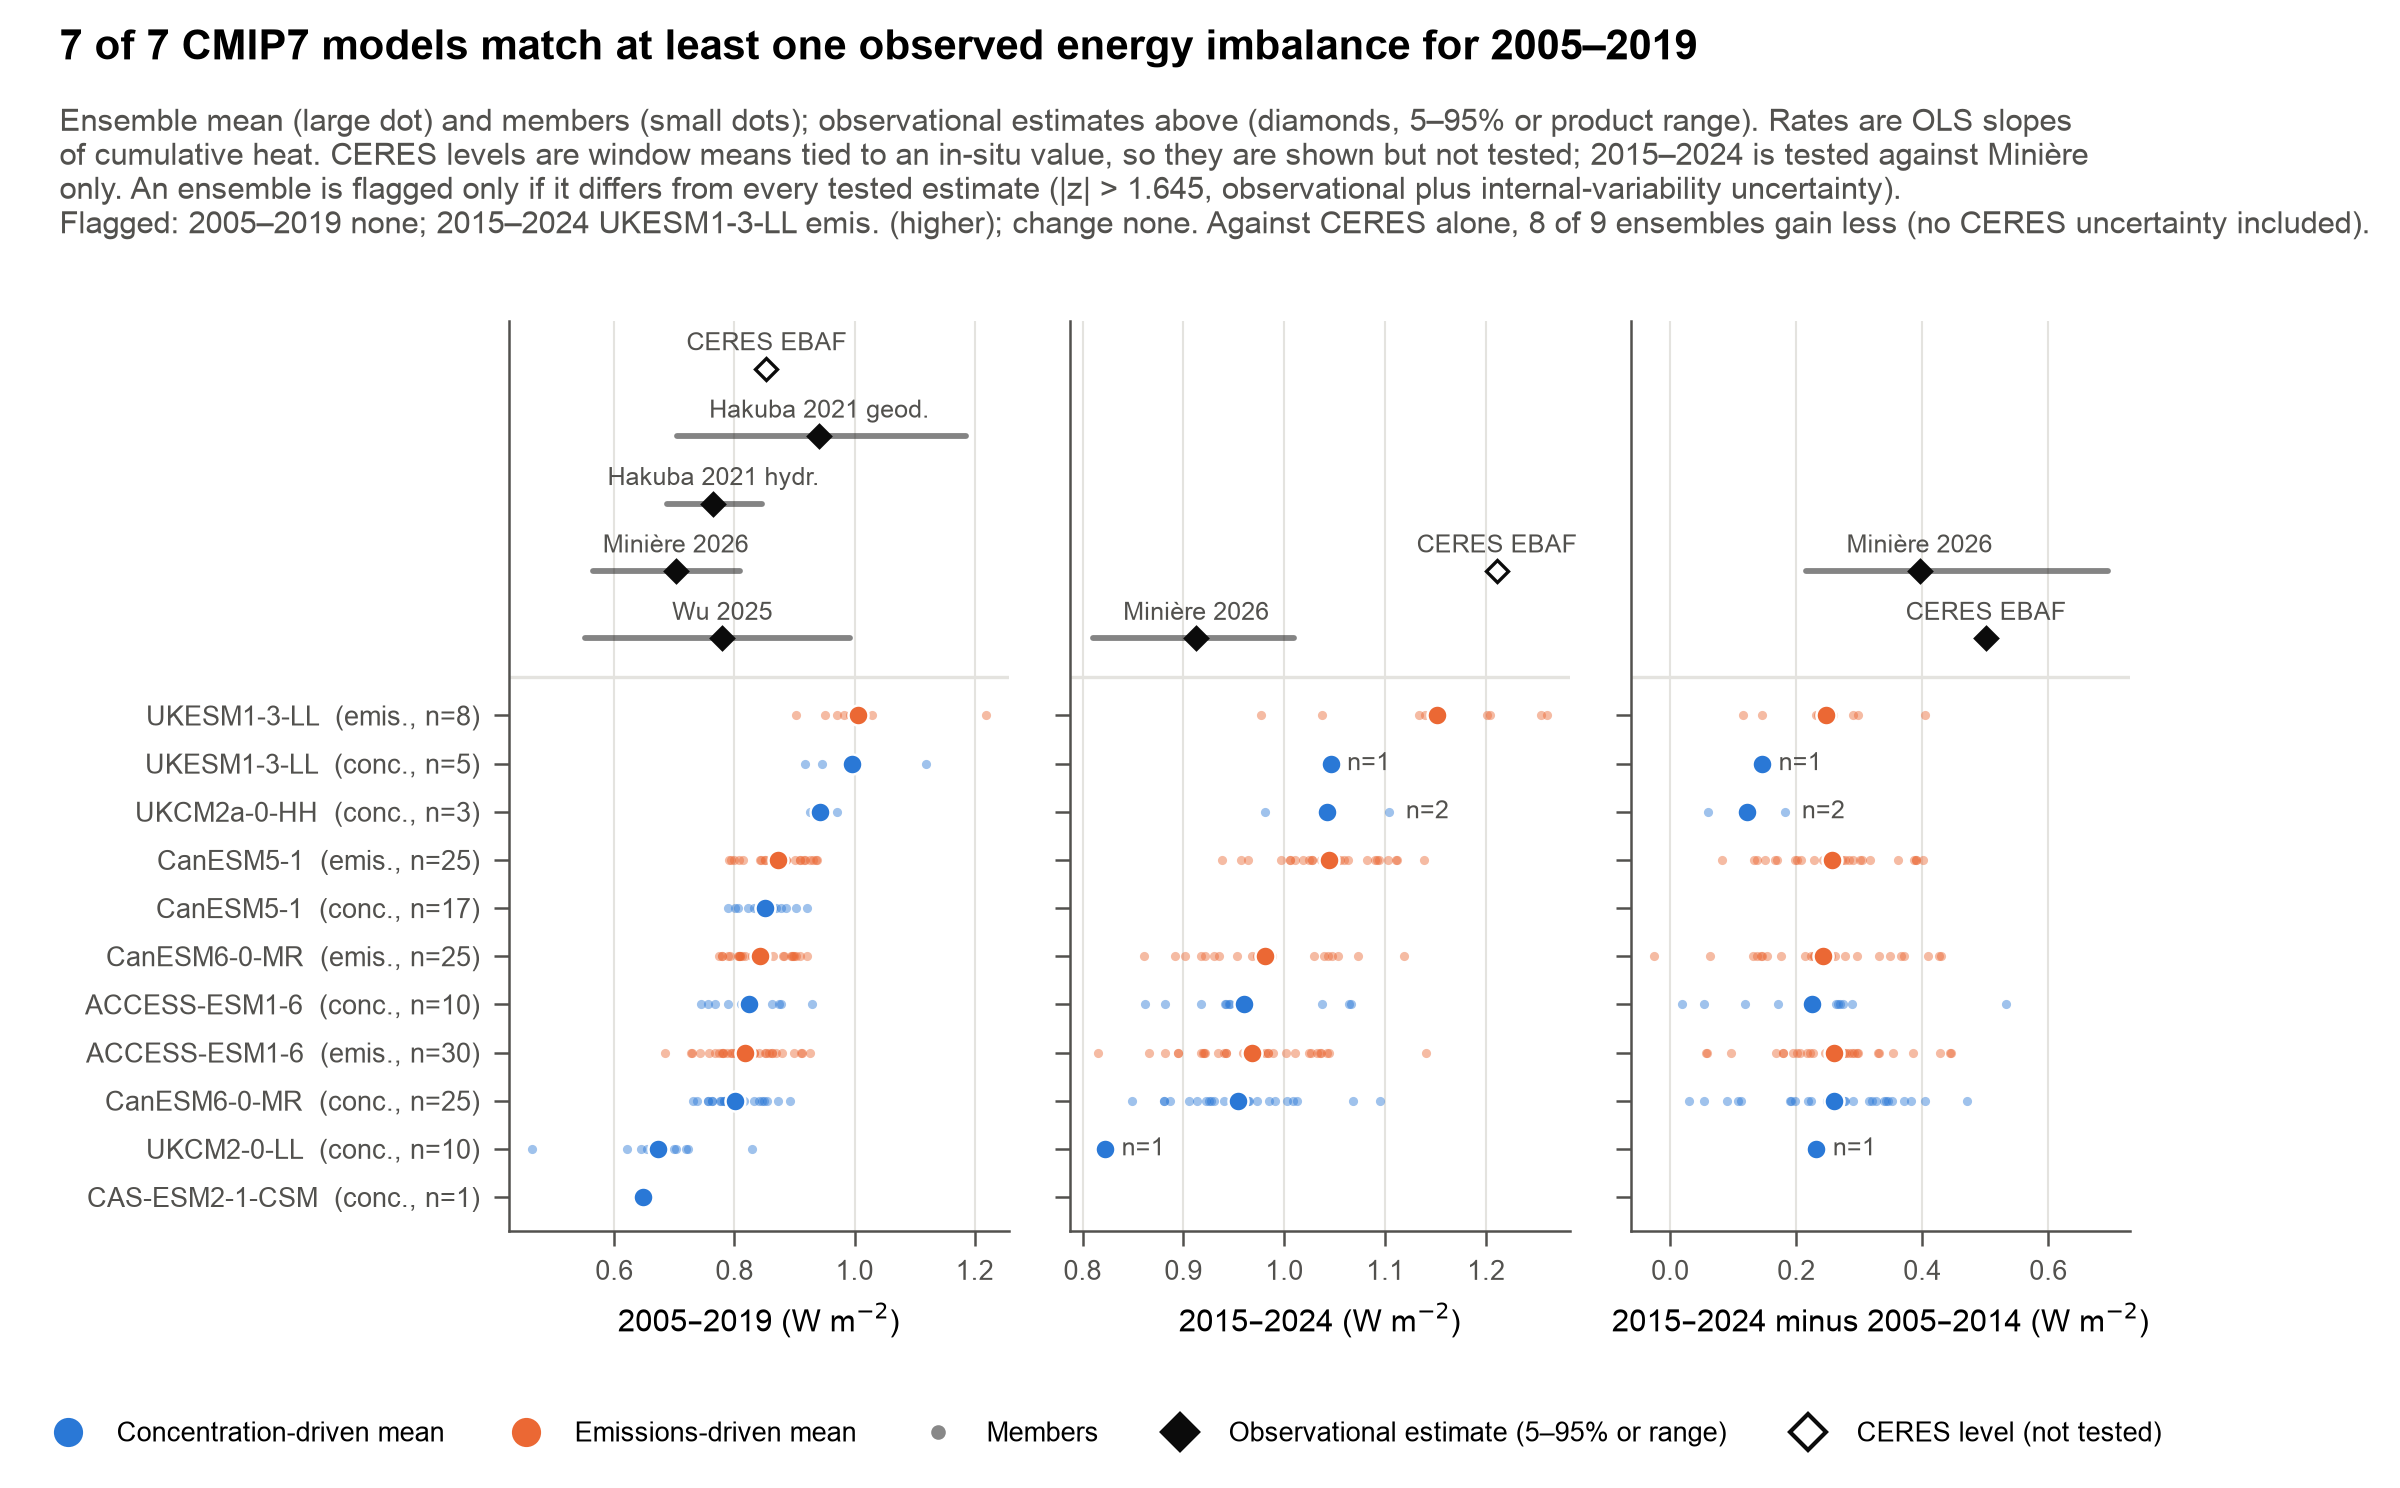 7 of 7 CMIP7 models match at least one observed energy imbalance for 2005–2019
Ensemble mean (large dot) and members (small dots); observational estimates above (diamonds, 5–95% or product range). Rates are OLS slopes
of cumulative heat. CERES levels are window means tied to an in-situ value, so they are shown but not tested; 2015–2024 is tested against Minière
only. An ensemble is flagged only if it differs from every tested estimate (|z| > 1.645, observational plus internal-variability uncertainty).
Flagged: 2005–2019 none; 2015–2024 UKESM1-3-LL emis. (higher); change none. Against CERES alone, 8 of 9 ensembles gain less (no CERES uncertainty included).
CERES EBAF
Hakuba 2021 geod.
Hakuba 2021 hydr.
Minière 2026
Wu 2025
CERES EBAF
Minière 2026
Minière 2026
CERES EBAF
UKESM1-3-LL (emis., n=8)
UKESM1-3-LL (conc., n=5)
n=1
n=1
UKCM2a-0-HH (conc., n=3)
n=2
n=2
CanESM5-1 (emis., n=25)
CanESM5-1 (conc., n=17)
CanESM6-0-MR (emis., n=25)
ACCESS-ESM1-6 (conc., n=10)
ACCESS-ESM1-6 (emis., n=30)
CanESM6-0-MR (conc., n=25)
UKCM2-0-LL (conc., n=10)
n=1
n=1
CAS-ESM2-1-CSM (conc., n=1)
0.6 0.8 1.0 1.2
0.8 0.9 1.0 1.1 1.2
0.0 0.2 0.4 0.6
2005–2019 (W m⁻²)
2015–2024 (W m⁻²)
2015–2024 minus 2005–2014 (W m⁻²)
Concentration-driven mean
Emissions-driven mean
Members
Observational estimate (5–95% or range)
CERES level (not tested)